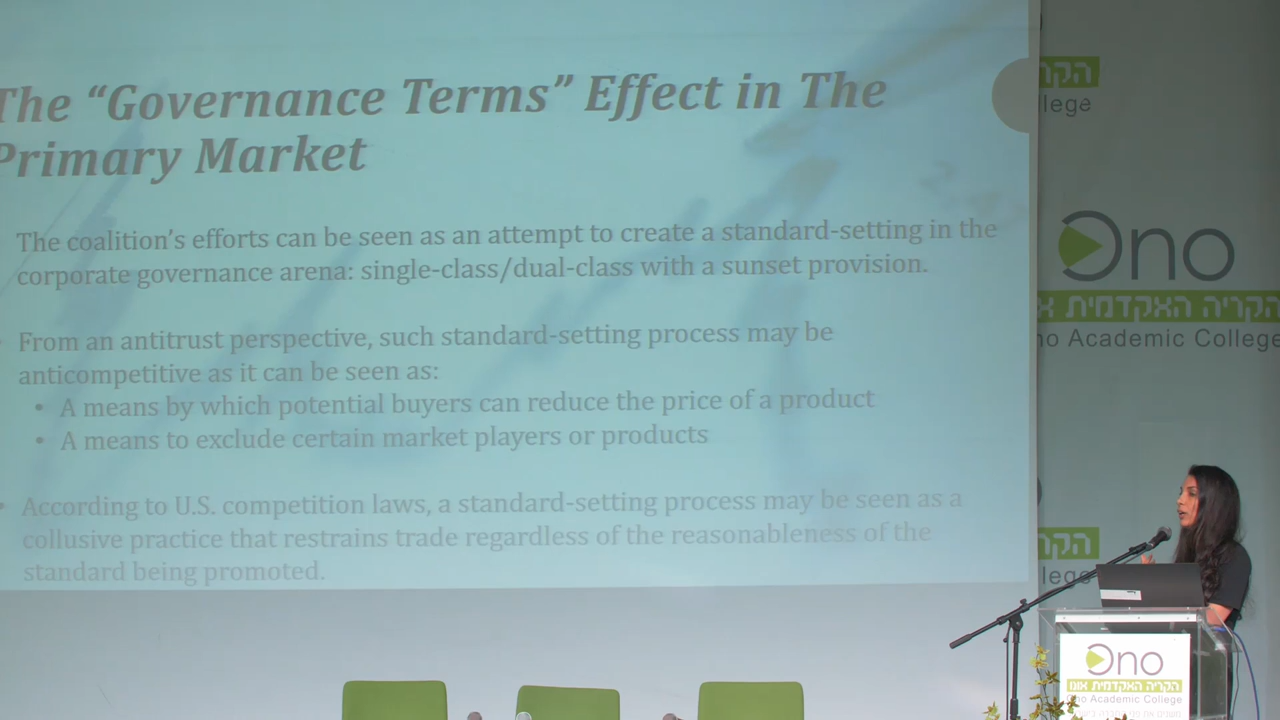 The “Governance Terms” Effect in The
Primary Market
The coalition’s efforts can be seen as an attempt to create a standard-setting in the
corporate governance arena: single-class/dual-class with a sunset provision.
From an antitrust perspective, such standard-setting process may be
anticompetitive as it can be seen as:
• A means by which potential buyers can reduce the price of a product
• A means to exclude certain market players or products
• According to U.S. competition laws, a standard-setting process may be seen as a
collusive practice that restrains trade regardless of the reasonableness of the
standard being promoted.
הקרי
lege
Ono
הקריה האקדמית או
no Academic College
הקרי
lege
Ono
הקריה האקדמית אונו
Ono Academic College